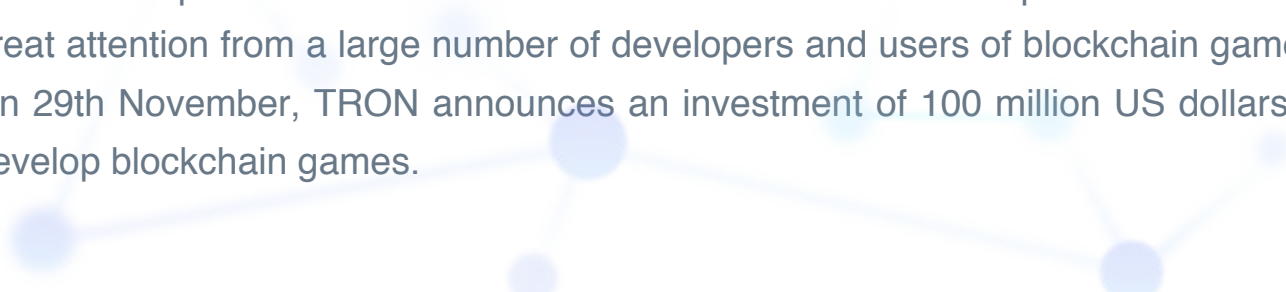 reat attention from a large number of developers and users of blockchain gam
n 29th November, TRON announces an investment of 100 million US dollars
evelop blockchain games.